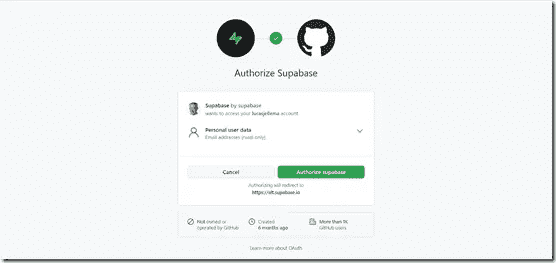 Authorize Supabase
Supabase by supabase
wants to access your account
Personal user data
Email addresses (read-only)
Cancel
Authorize supabase
Authorizing will redirect to
https://alt.supabase.io
Not owned or
operated by GitHub
Created
6 months ago
More than 1K
GitHub users
Learn more about OAuth